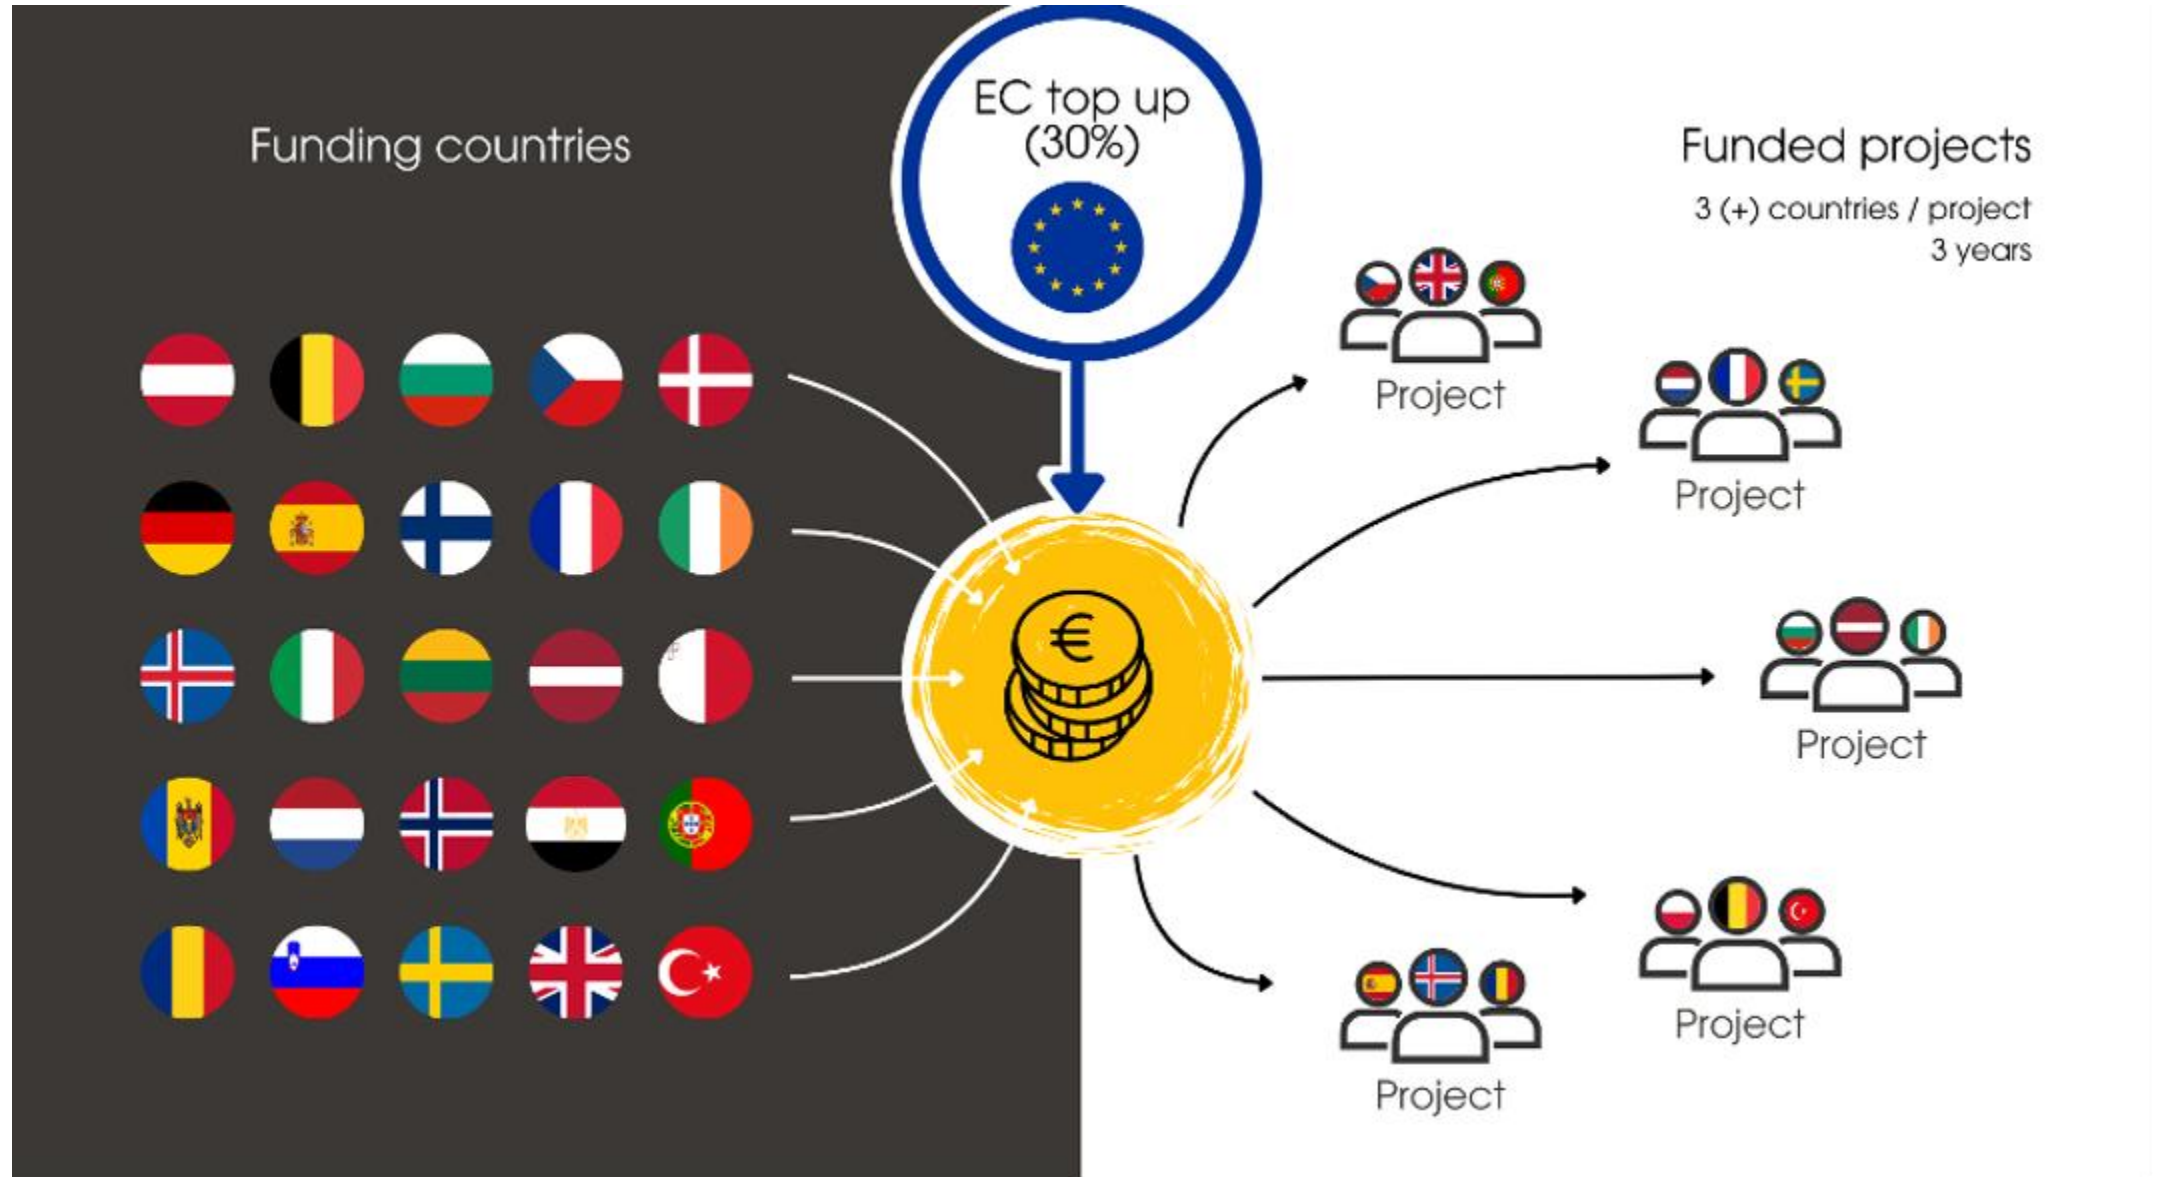 Funding countries
EC top up
(30%)
Funded projects
3 (+) countries / project
3 years
Project
Project
Project
Project
Project
€